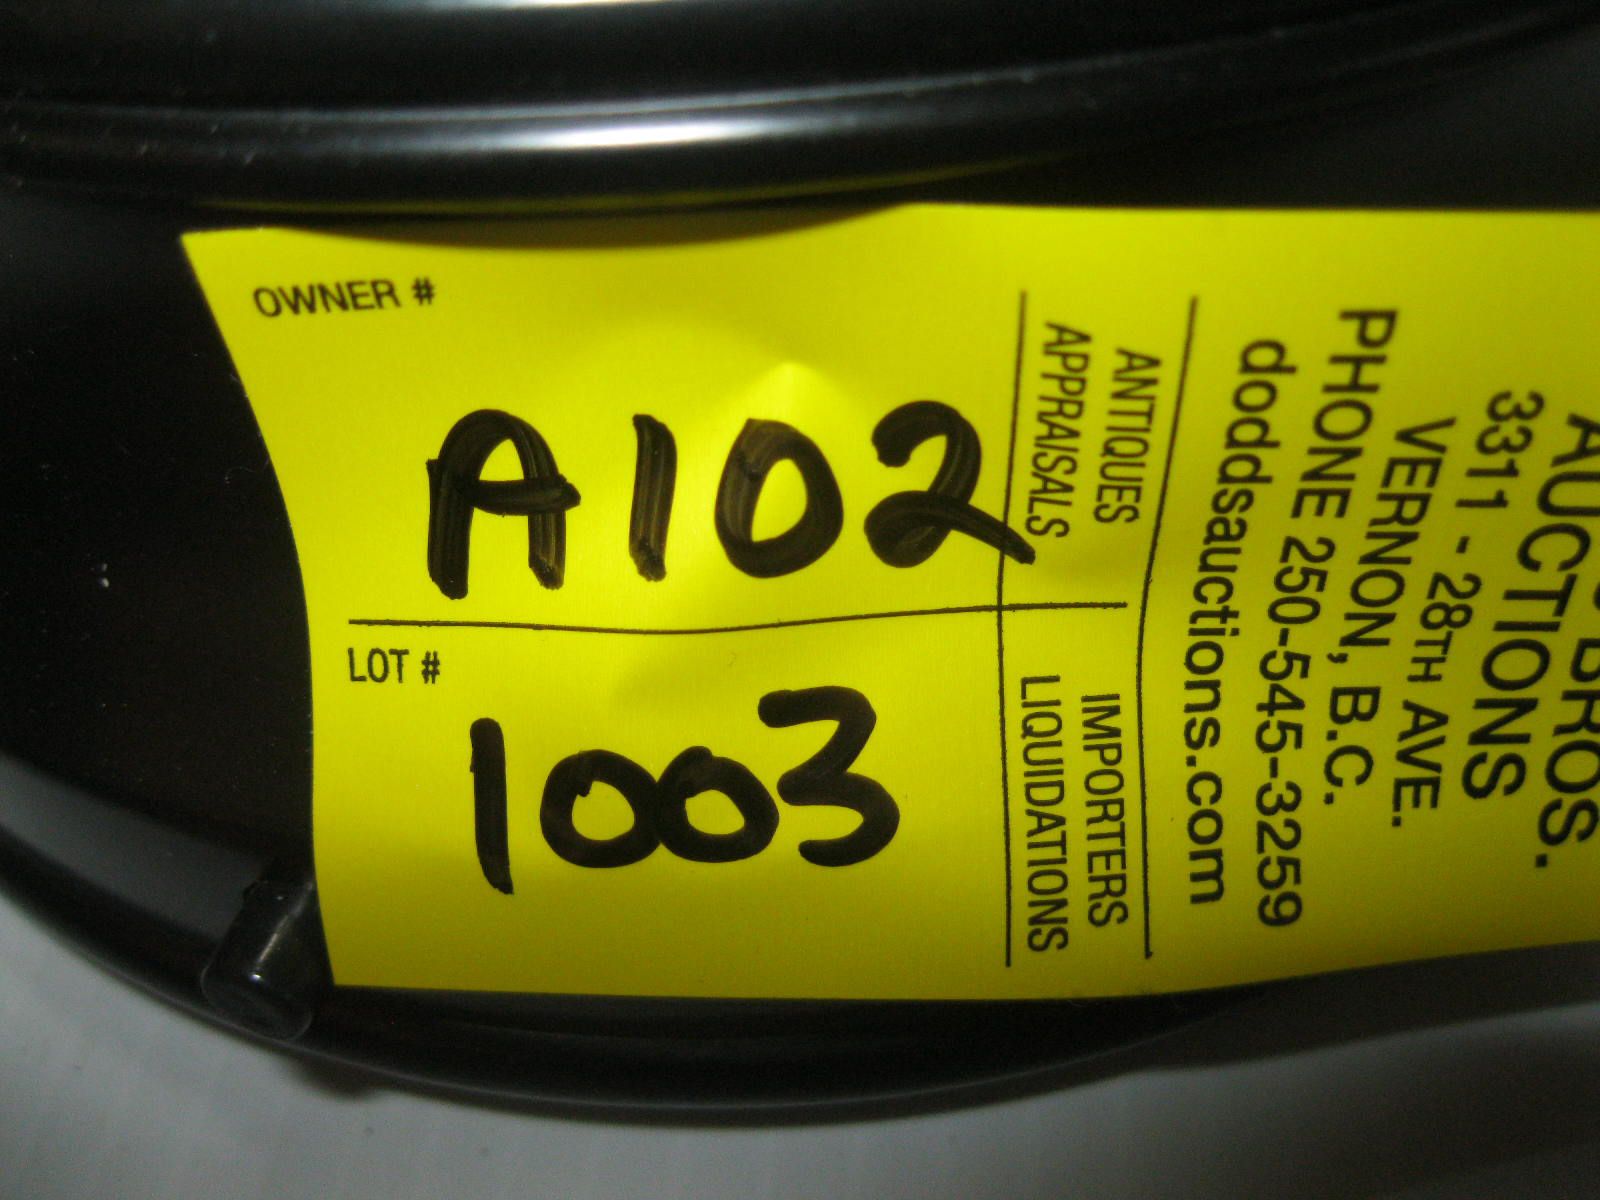 OWNER #
A102
LOT #
1003
ANTIQUES
APPRAISALS
IMPORTERS
LIQUIDATIONS
BROS.
AUCTIONS
3311 - 28TH AVE.
VERNON, B.C.
PHONE 250-545-3259
doddsauctions.com